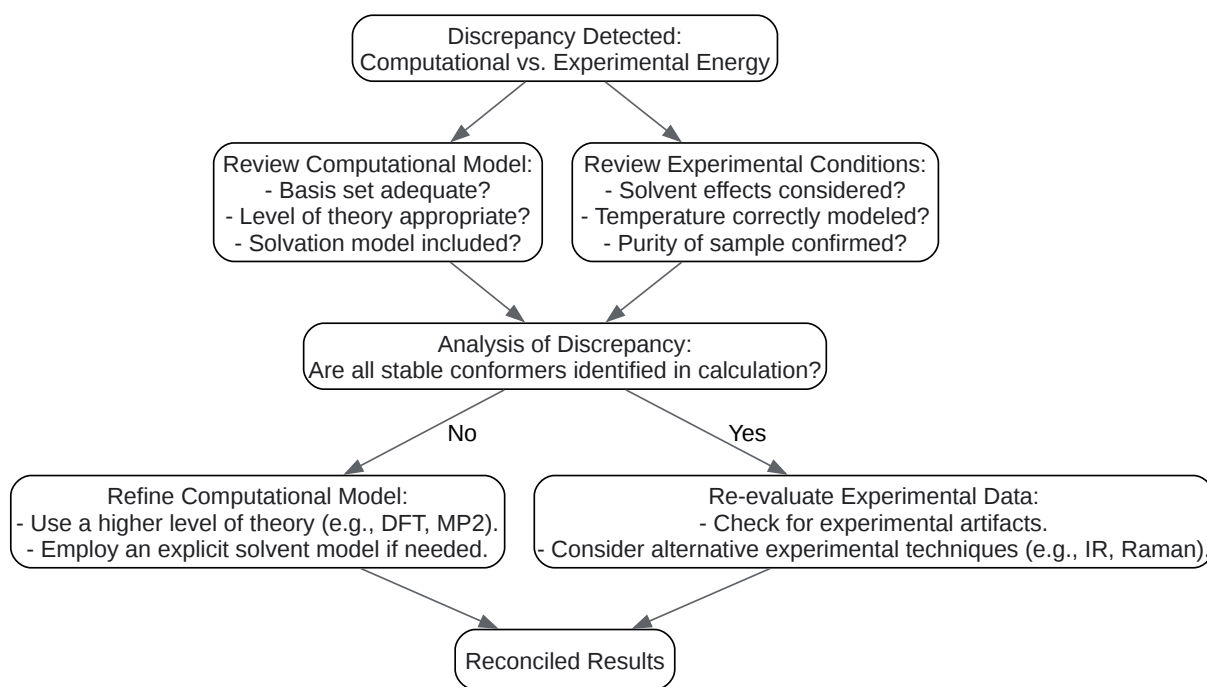 Discrepancy Detected:
Computational vs. Experimental Energy
Review Computational Model:
- Basis set adequate?
- Level of theory appropriate?
- Solvation model included?
Review Experimental Conditions:
- Solvent effects considered?
- Temperature correctly modeled?
- Purity of sample confirmed?
Analysis of Discrepancy:
Are all stable conformers identified in calculation?
No
Yes
Refine Computational Model:
- Use a higher level of theory (e.g., DFT, MP2).
- Employ an explicit solvent model if needed.
Re-evaluate Experimental Data:
- Check for experimental artifacts.
- Consider alternative experimental techniques (e.g., IR, Raman).
Reconciled Results